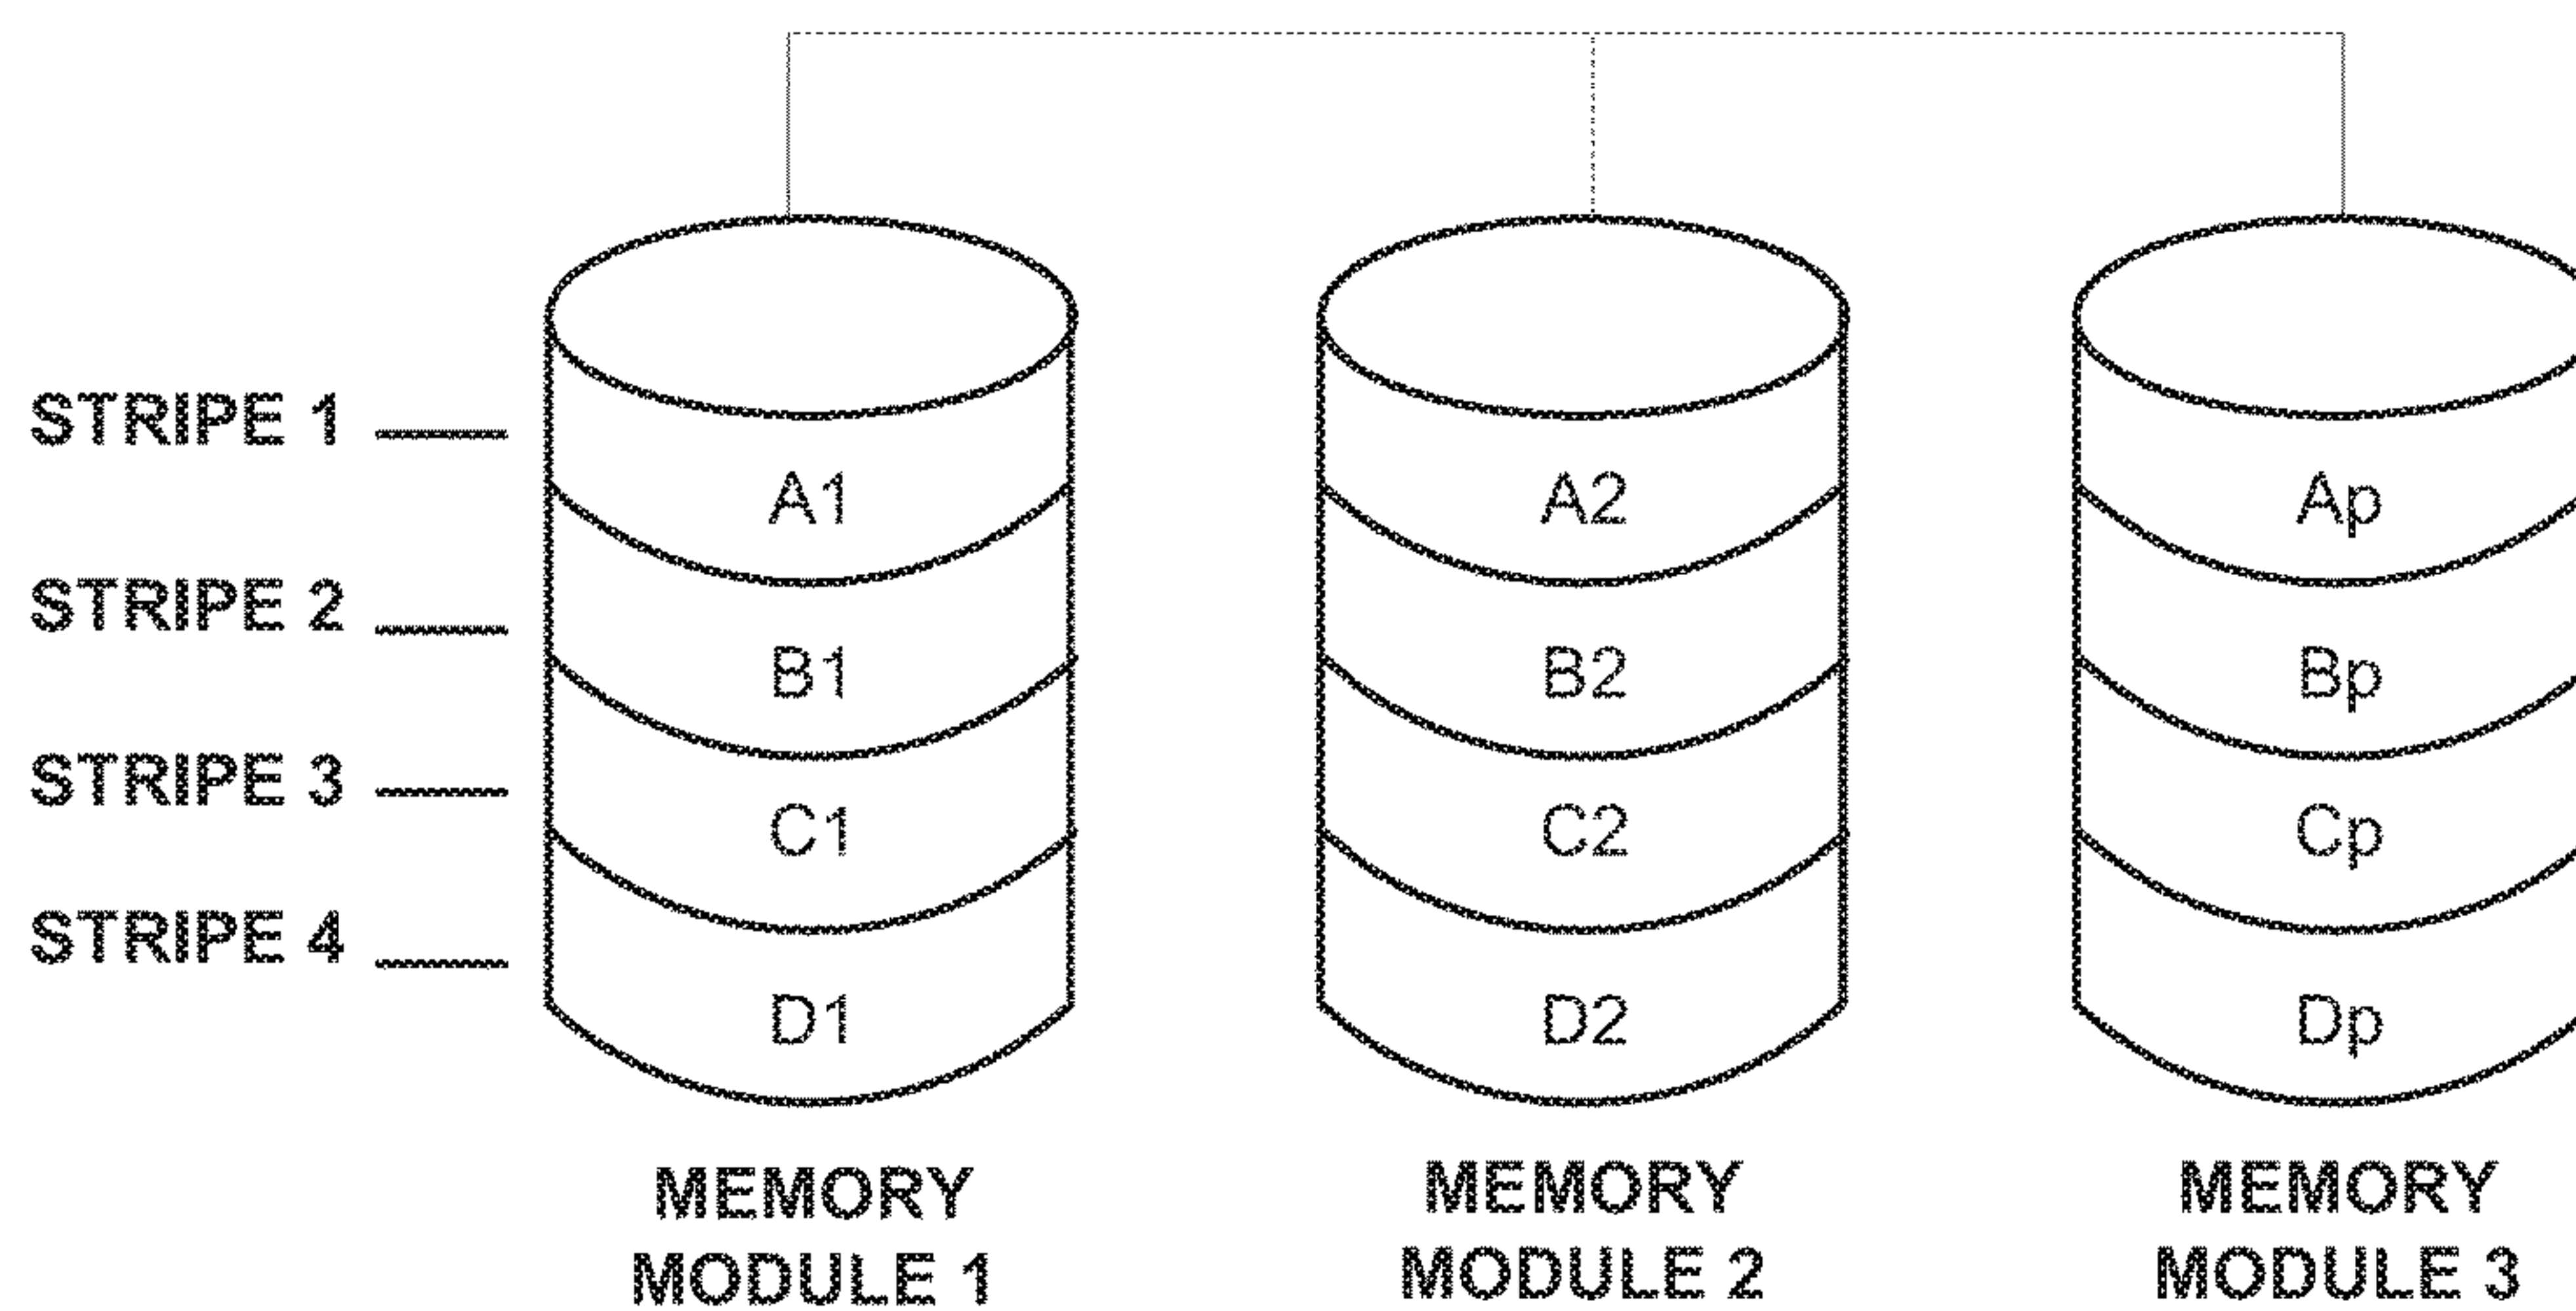 STRIPE 1
A1 A2 Ap
STRIPE 2
B1 B2 Bp
STRIPE 3
C1 C2 Cp
STRIPE 4
D1 D2 Dp
MEMORY MEMORY MEMORY
MODULE 1 MODULE 2 MODULE 3